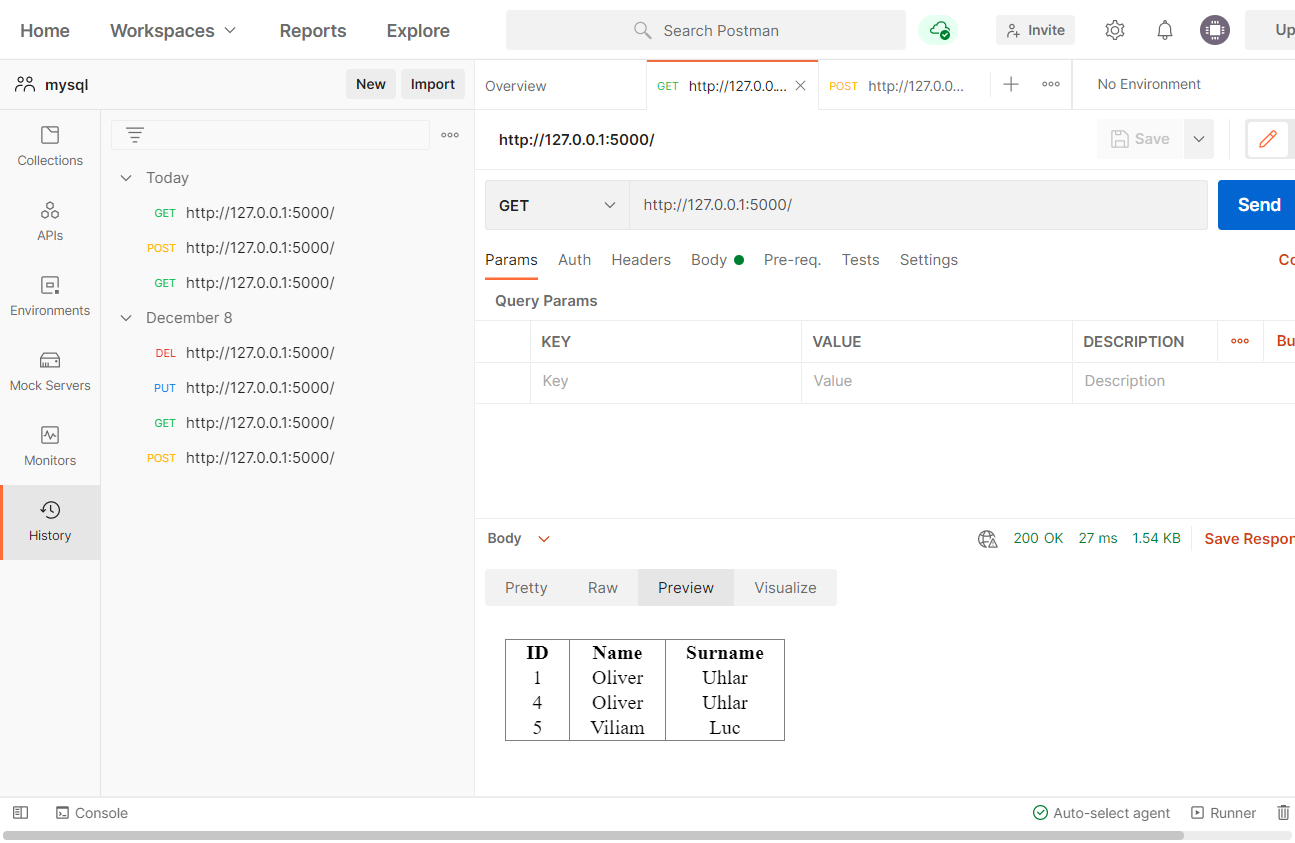 Home Workspaces Reports Explore Search Postman Invite Up
mysql New Import Overview GET http://127.0.0.... POST http://127.0.0... No Environment
http://127.0.0.1:5000/ Save
Collections
Today
GET http://127.0.0.1:5000/
POST http://127.0.0.1:5000/
GET http://127.0.0.1:5000/
December 8
DEL http://127.0.0.1:5000/
PUT http://127.0.0.1:5000/
GET http://127.0.0.1:5000/
POST http://127.0.0.1:5000/
APIs
Environments
Mock Servers
Monitors
History
GET http://127.0.0.1:5000/ Send
Params Auth Headers Body Pre-req. Tests Settings Co
Query Params
KEY VALUE DESCRIPTION Bu
Key Value Description
Body 200 OK 27 ms 1.54 KB Save Respon
Pretty Raw Preview Visualize
ID Name Surname
1 Oliver Uhlar
4 Oliver Uhlar
5 Viliam Luc
Console Auto-select agent Runner